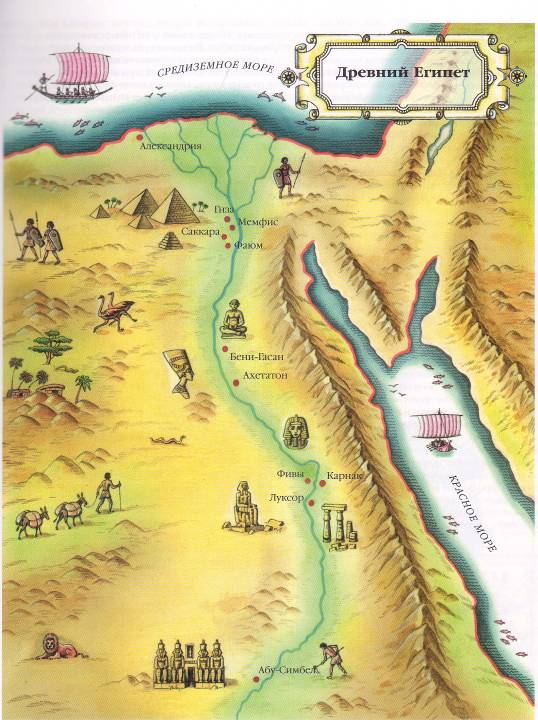 СРЕДИЗЕМНОЕ МОРЕ
Древний Египет
Александрия
Гиза
Мемфис
Саккара
Фаюм
Бени-Гасан
Ахетатон
Фивы
Карнак
Луксор
КРАСНОЕ МОРЕ
Абу-Симбел